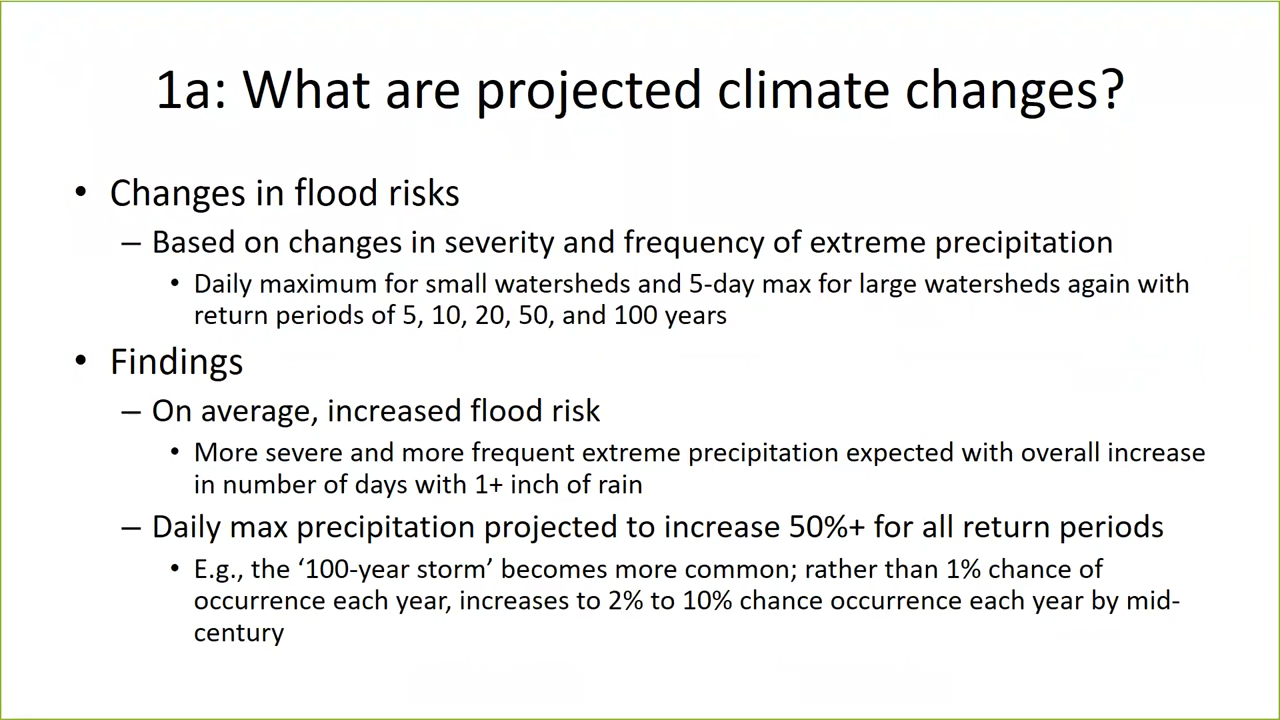 1a: What are projected climate changes?
• Changes in flood risks
– Based on changes in severity and frequency of extreme precipitation
• Daily maximum for small watersheds and 5-day max for large watersheds again with
return periods of 5, 10, 20, 50, and 100 years
• Findings
– On average, increased flood risk
• More severe and more frequent extreme precipitation expected with overall increase
in number of days with 1+ inch of rain
– Daily max precipitation projected to increase 50%+ for all return periods
• E.g., the ‘100-year storm’ becomes more common; rather than 1% chance of
occurrence each year, increases to 2% to 10% chance occurrence each year by mid-
century